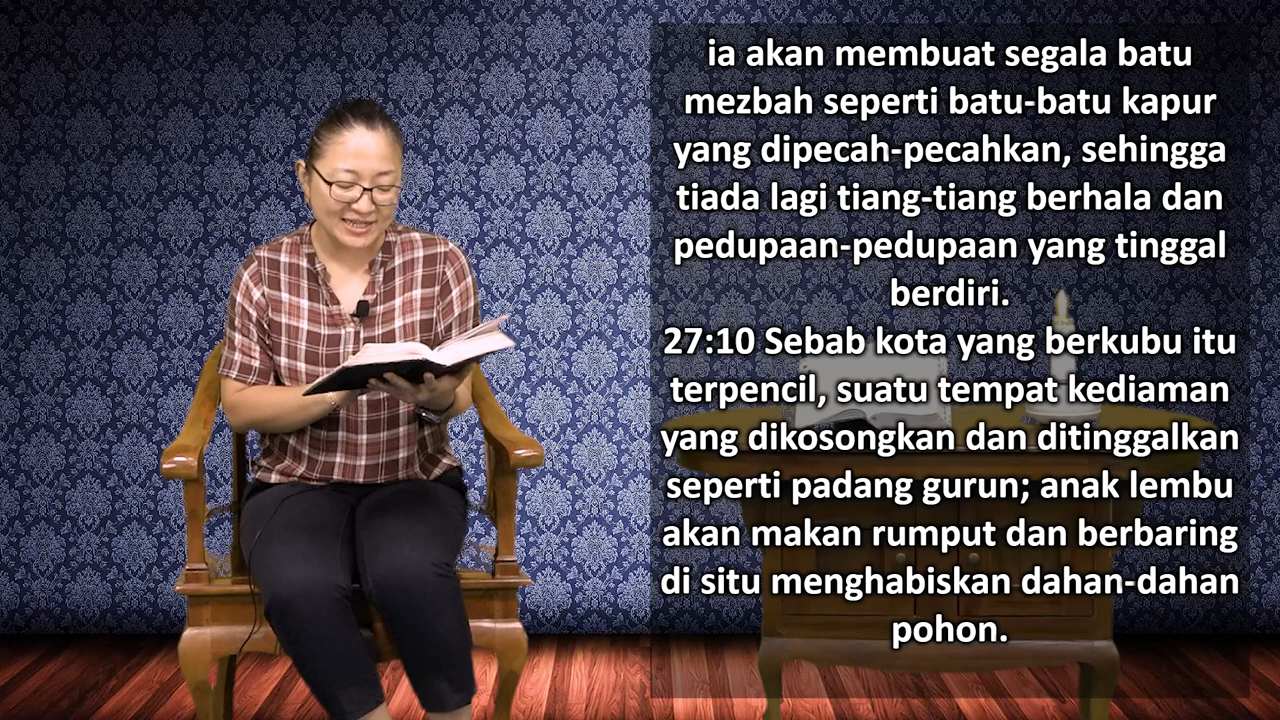 ia akan membuat segala batu
mezbah seperti batu-batu kapur
yang dipecah-pecahkan, sehingga
tiada lagi tiang-tiang berhala dan
pedupaan-pedupaan yang tinggal
berdiri.
27:10 Sebab kota yang berkubu itu
terpencil, suatu tempat kediaman
yang dikosongkan dan ditinggalkan
seperti padang gurun; anak lembu
akan makan rumput dan berbaring
di situ menghabiskan dahan-dahan
pohon.